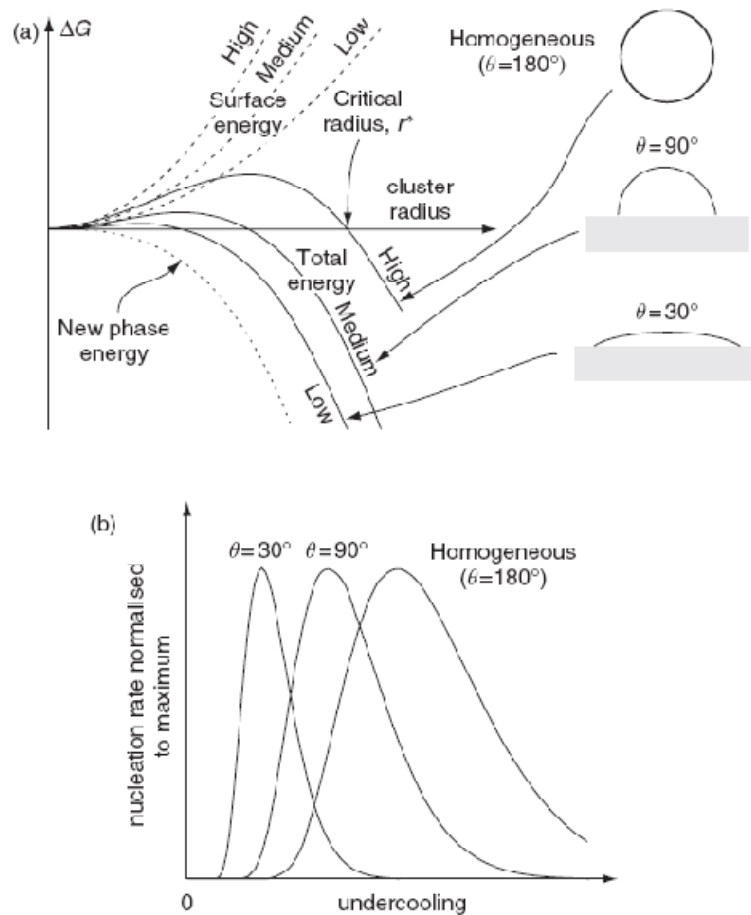 (a)
ΔG
High
Medium
Low
Surface
energy
Critical
radius, r*
Homogeneous
(θ=180°)
θ=90°
cluster
radius
Total
energy
High
Medium
Low
New phase
energy
θ=30°
(b)
θ=30°
θ=90°
Homogeneous
(θ=180°)
nucleation rate normalised
to maximum
0
undercooling